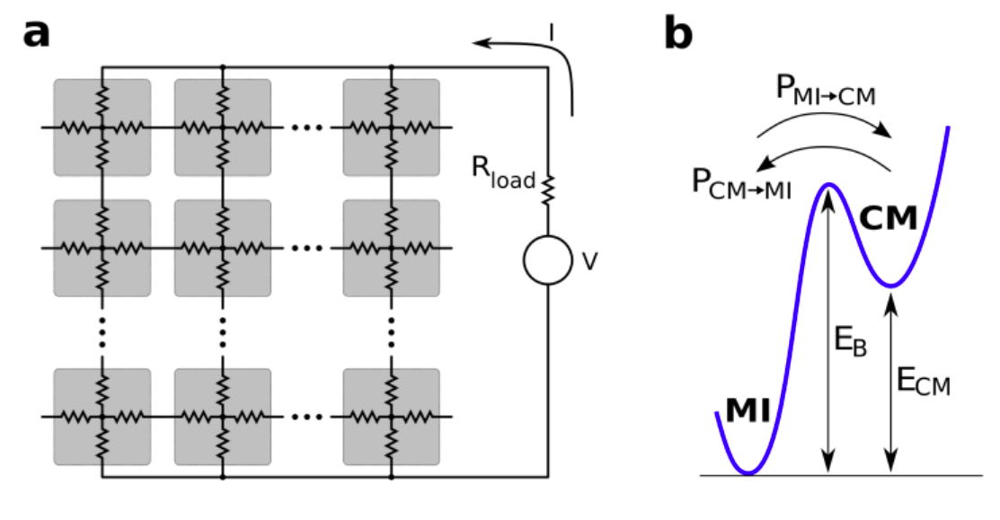 a
I
R_load
V
b
P_MI→CM
P_CM→MI
CM
E_B
E_CM
MI